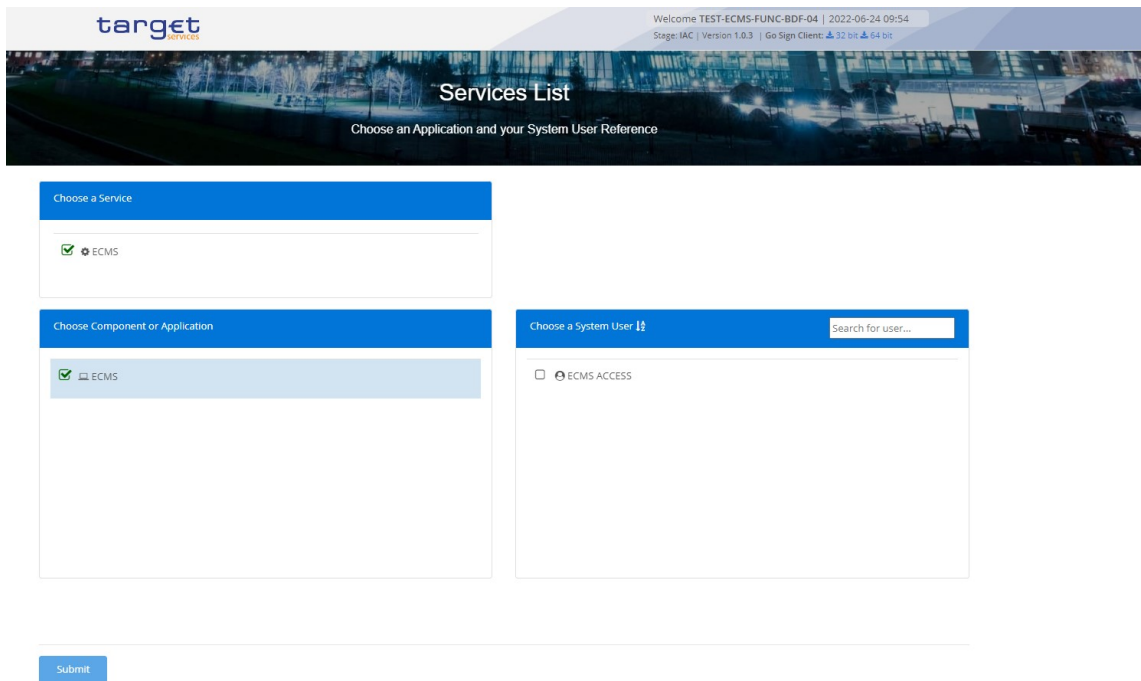 target
services
Welcome TEST-ECMS-FUNC-BDF-04 | 2022-06-24 09:54
Stage: IAC | Version 1.0.3 | Go Sign Client: 32 bit 64 bit
Services List
Choose an Application and your System User Reference
Choose a Service
ECMS
Choose Component or Application
ECMS
Choose a System User
Search for user...
ECMS ACCESS
Submit